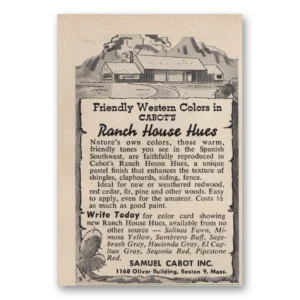 Friendly Western Colors in
CABOT'S
Ranch House Hues
Nature's own colors, those warm,
friendly tones you see in the Spanish
Southwest, are faithfully reproduced in
Cabot's Ranch House Hues, a unique
pastel finish that enhances the texture of
shingles, clapboards, siding, fence.
Ideal for new or weathered redwood,
red cedar, fir, pine and other woods. Easy
to apply, even for the amateur. Costs ½
as much as good paint.
Write Today for color card showing
new Ranch House Hues, available from no
other source — Salinas Fawn, Mi-
mosa Yellow, Sombrero Buff, Sage-
brush Gray, Hacienda Gray, El Cap-
itan Gray, Sequoia Red, Pipestone
Red.
SAMUEL CABOT INC.
1168 Oliver Building, Boston 9, Mass.